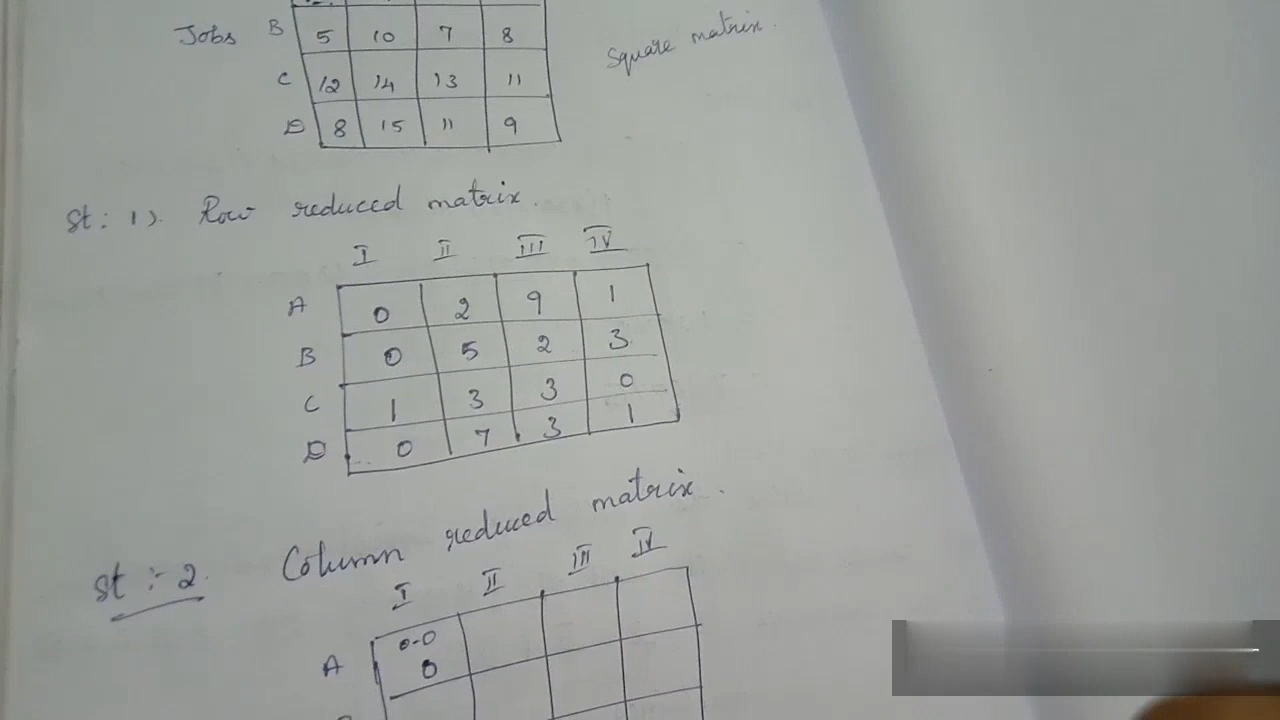 Jobs B 5 10 7 8
Square matrix.
C 12 14 13 11
D 8 15 11 9
St: 1). Row reduced matrix.
I II III IV
A 0 2 9 1
B 0 5 2 3
C 1 3 3 0
D 0 7 3 1
St :- 2. Column reduced matrix.
I II III IV
0-0
A 0